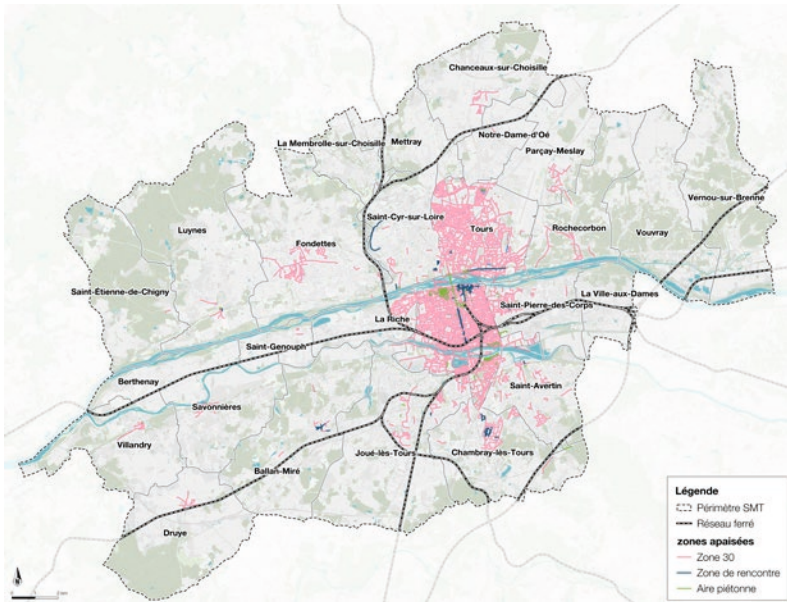 Chanceaux-sur-Choisille
Notre-Dame-d'Oé
La Membrolle-sur-Choisille
Mettray
Parçay-Meslay
Vernou-sur-Brenne
Saint-Cyr-sur-Loire
Luynes
Tours
Rochecorbon
Vouvray
Fondettes
Saint-Étienne-de-Chigny
La Ville-aux-Dames
Saint-Pierre-des-Corps
La Riche
Saint-Genouph
Berthenay
Saint-Avertin
Savonnières
Villandry
Joué-lès-Tours
Chambray-lès-Tours
Ballan-Miré
Druye
Légende
Périmètre SMT
Réseau ferré
zones apaisées
Zone 30
Zone de rencontre
Aire piétonne